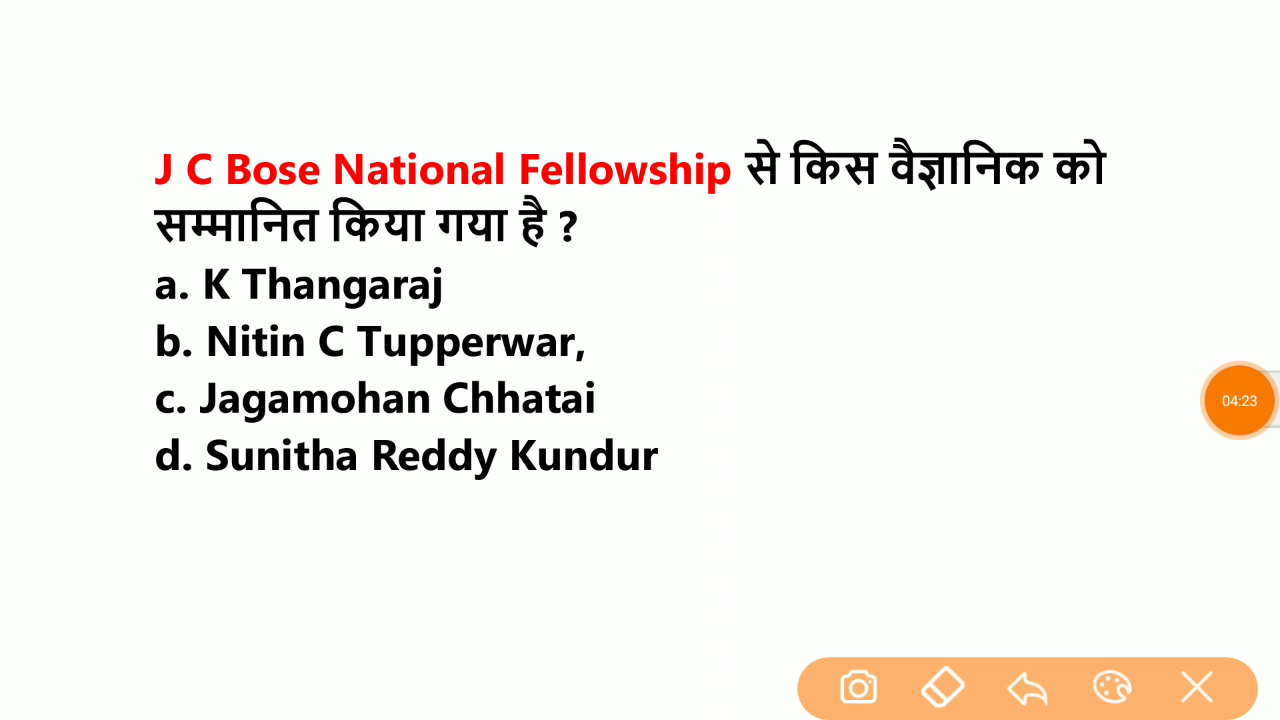 J C Bose National Fellowship से किस वैज्ञानिक को
सम्मानित किया गया है ?
a. K Thangaraj
b. Nitin C Tupperwar,
c. Jagamohan Chhatai
d. Sunitha Reddy Kundur
04:23